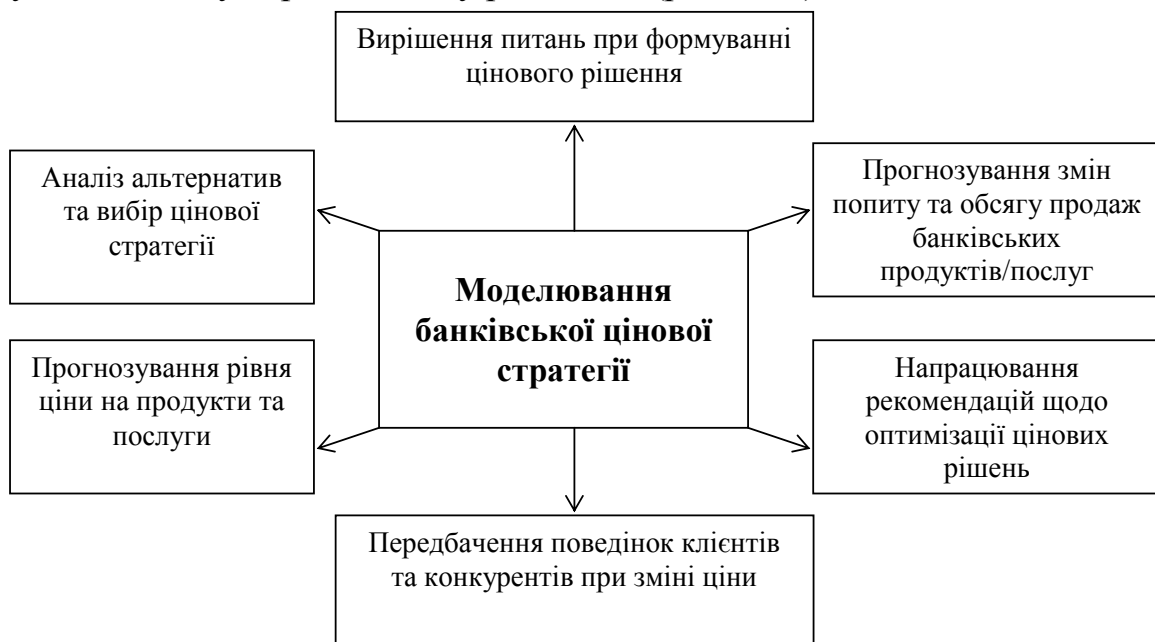 Вирішення питань при формуванні
цінового рішення
Аналіз альтернатив
та вибір цінової
стратегії
Прогнозування змін
попиту та обсягу продаж
банківських
продуктів/послуг
Моделювання
банківської цінової
стратегії
Прогнозування рівня
ціни на продукти та
послуги
Напрацювання
рекомендацій щодо
оптимізації цінових
рішень
Передбачення поведінок клієнтів
та конкурентів при зміні ціни